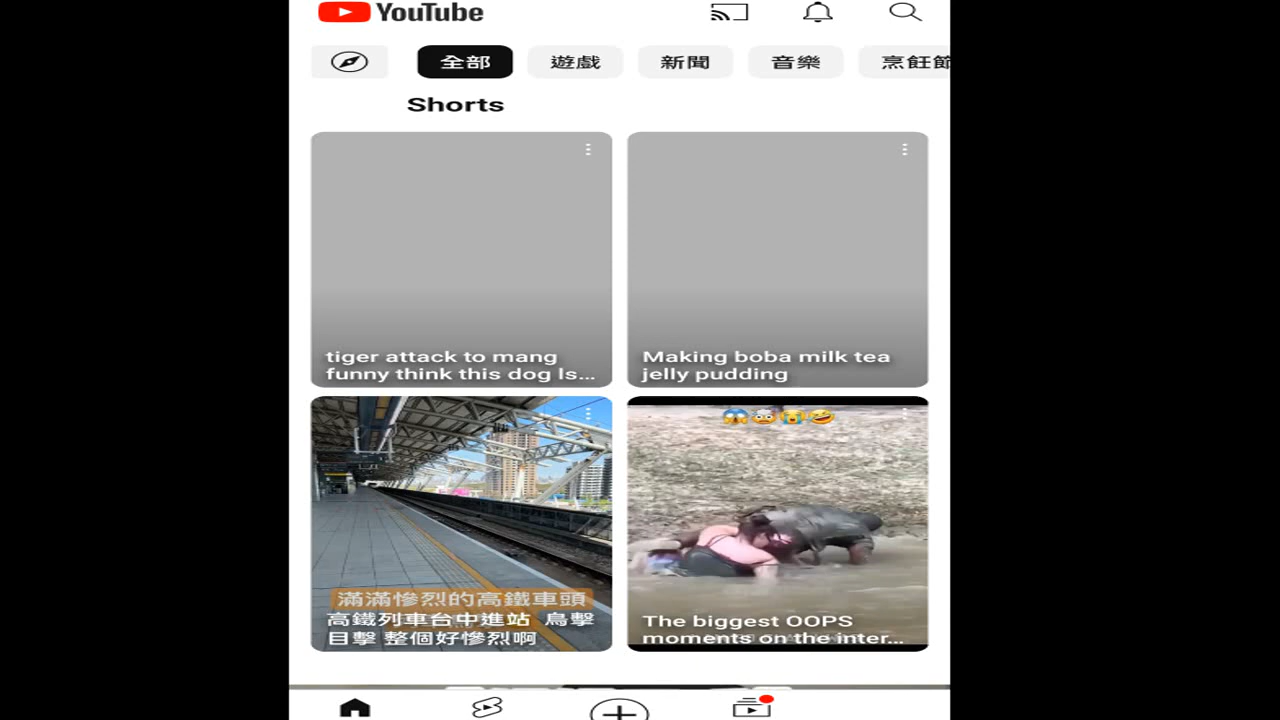 YouTube
全部 遊戲 新聞 音樂 烹飪節
Shorts
tiger attack to mang
funny think this dog Is...
Making boba milk tea
jelly pudding
滿滿慘烈的高鐵車頭
高鐵列車台中進站 鳥擊
目擊 整個好慘烈啊
The biggest OOPS
moments on the inter...